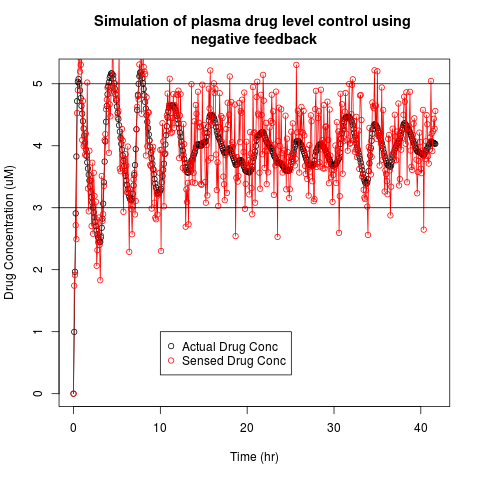 Simulation of plasma drug level control using
negative feedback
Drug Concentration (uM)
5
4
3
2
1
0
Actual Drug Conc
Sensed Drug Conc
0 10 20 30 40
Time (hr)